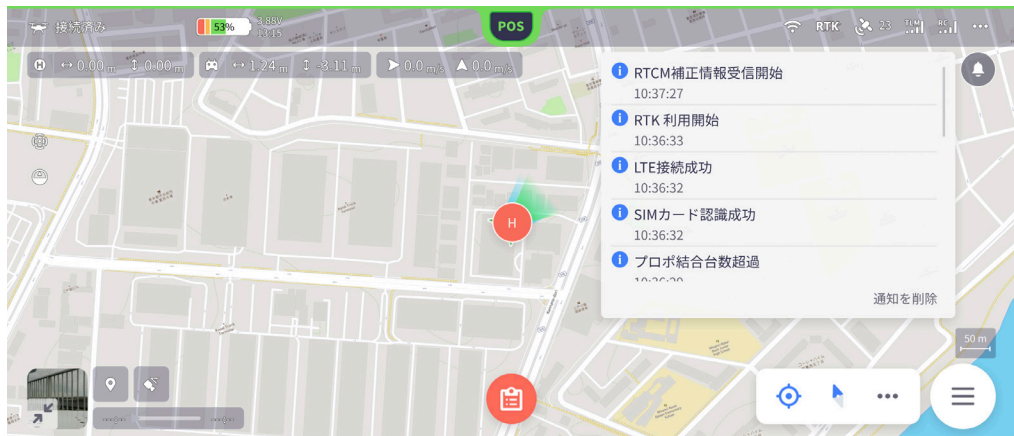 接続済み
53%
3.88V
13:15
POS
RTK
23
TLM
RC
H ↔ 0.00 m ↕ 0.00 m
↔ 1.24 m ↕ -3.11 m
0.0 m/s 0.0 m/s
RTCM補正情報受信開始
10:37:27
RTK 利用開始
10:36:33
LTE接続成功
10:36:32
SIMカード認識成功
10:36:32
プロポ結合台数超過
通知を削除
H
50 m